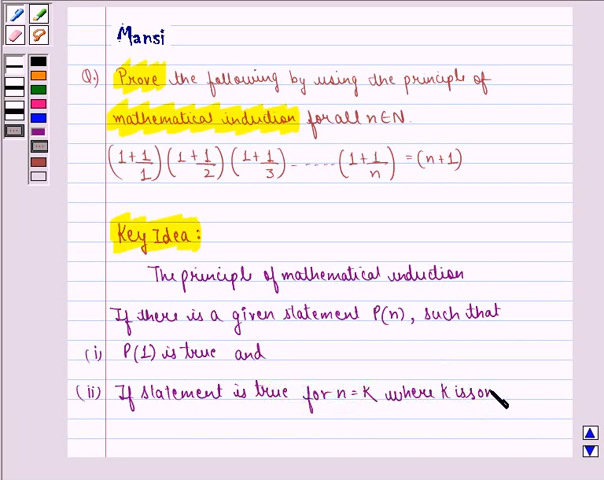 Mansi
Q.) Prove the following by using the principle of
mathematical induction for all n∈N.
(1+1/1)(1+1/2)(1+1/3)------(1+1/n)=(n+1)
Key Idea:
The principle of mathematical induction
If there is a given statement P(n), such that
(i) P(1) is true and
(ii) If statement is true for n=K where K is som